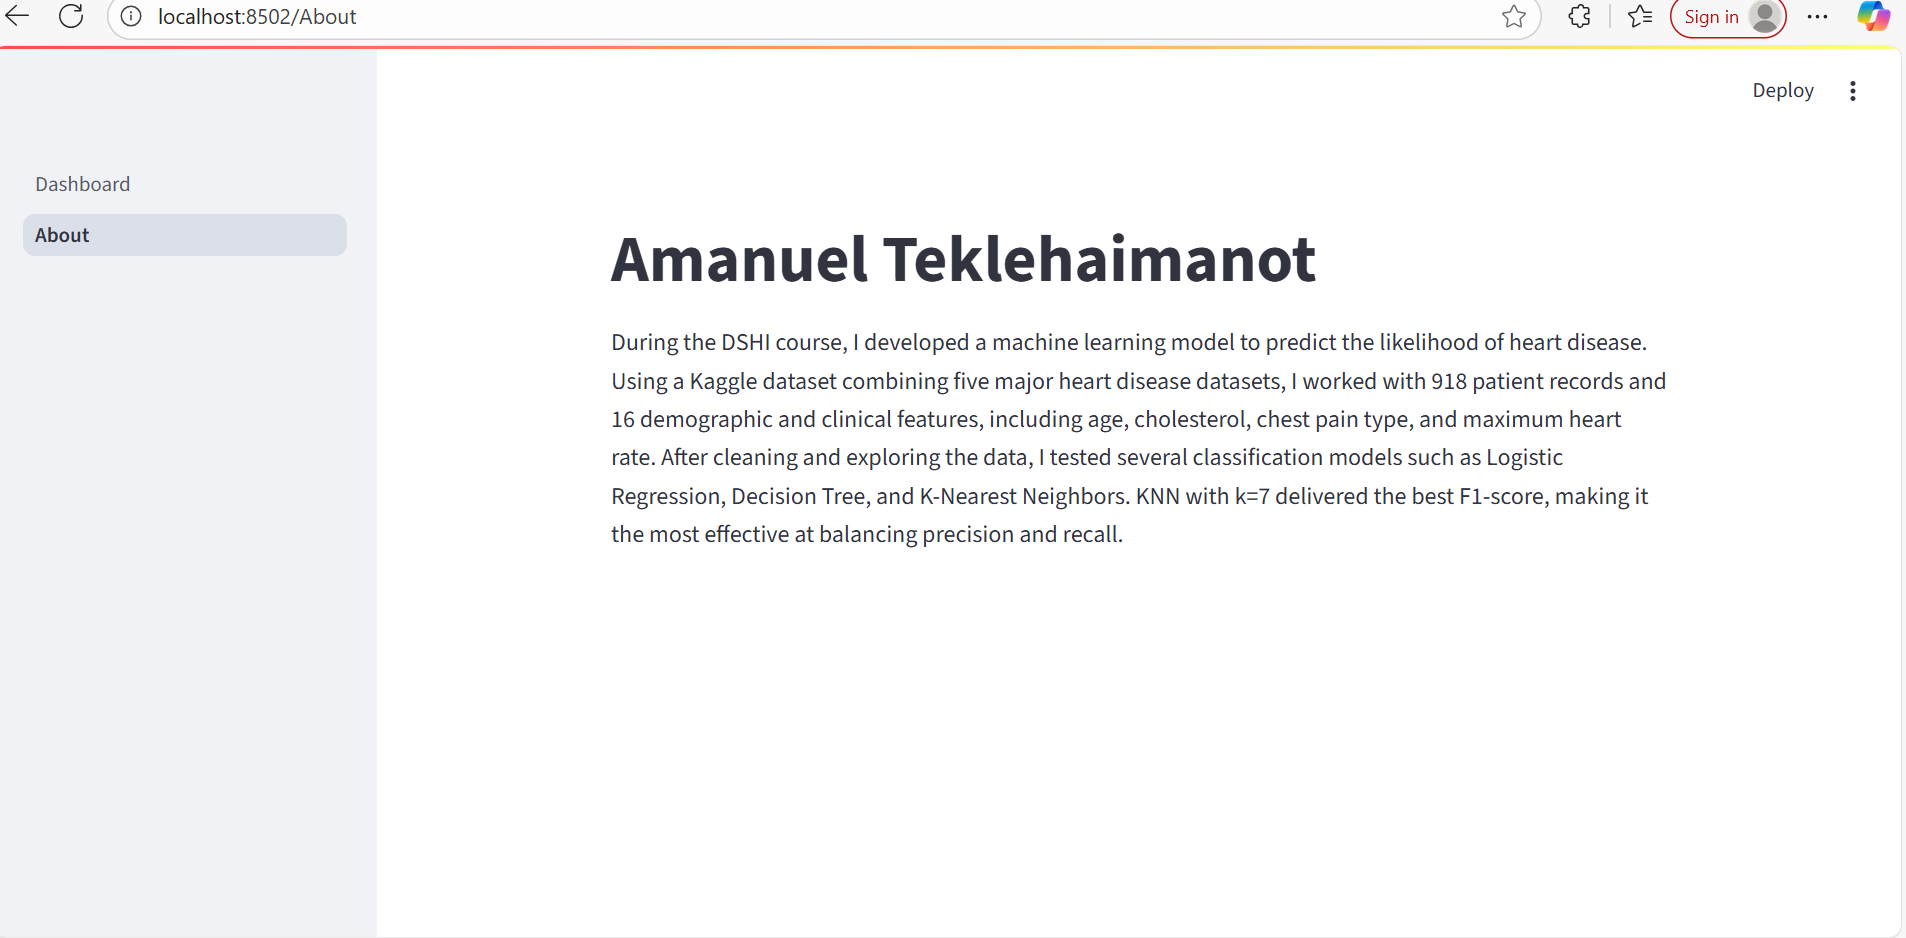 localhost:8502/About
Sign in
Deploy
Dashboard
About
Amanuel Teklehaimanot
During the DSHI course, I developed a machine learning model to predict the likelihood of heart disease.
Using a Kaggle dataset combining five major heart disease datasets, I worked with 918 patient records and
16 demographic and clinical features, including age, cholesterol, chest pain type, and maximum heart
rate. After cleaning and exploring the data, I tested several classification models such as Logistic
Regression, Decision Tree, and K-Nearest Neighbors. KNN with k=7 delivered the best F1-score, making it
the most effective at balancing precision and recall.